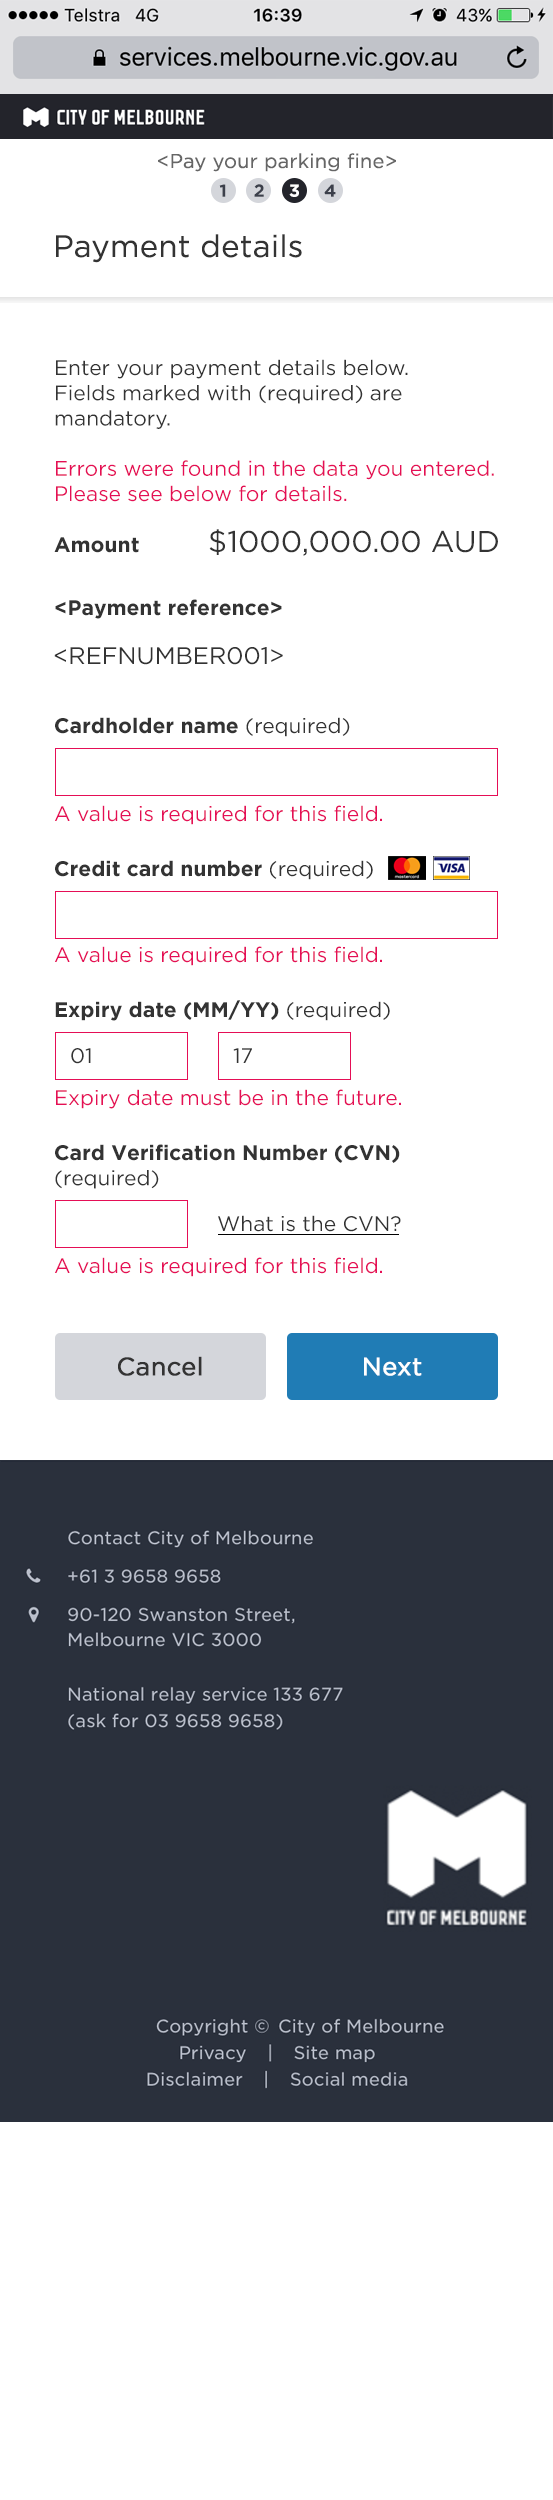 Telstra 4G 16:39 43%
services.melbourne.vic.gov.au
CITY OF MELBOURNE
<Pay your parking fine>
1 2 3 4
Payment details
Enter your payment details below.
Fields marked with (required) are
mandatory.
Errors were found in the data you entered.
Please see below for details.
Amount $1000,000.00 AUD
<Payment reference>
<REFNUMBER001>
Cardholder name (required)
A value is required for this field.
Credit card number (required) mastercard VISA
A value is required for this field.
Expiry date (MM/YY) (required)
01 17
Expiry date must be in the future.
Card Verification Number (CVN)
(required)
What is the CVN?
A value is required for this field.
Cancel Next
Contact City of Melbourne
+61 3 9658 9658
90-120 Swanston Street,
Melbourne VIC 3000
National relay service 133 677
(ask for 03 9658 9658)
CITY OF MELBOURNE
Copyright © City of Melbourne
Privacy | Site map
Disclaimer | Social media